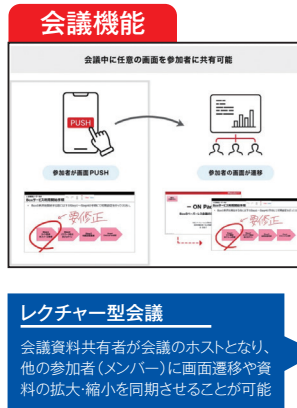 会議機能
会議中に任意の画面を参加者に共有可能
PUSH
参加者が画面PUSH
参加者の画面が遷移
要修正
ON Pa
要修正
レクチャー型会議
会議資料共有者が会議のホストとなり、
他の参加者(メンバー)に画面遷移や資
料の拡大・縮小を同期させることが可能